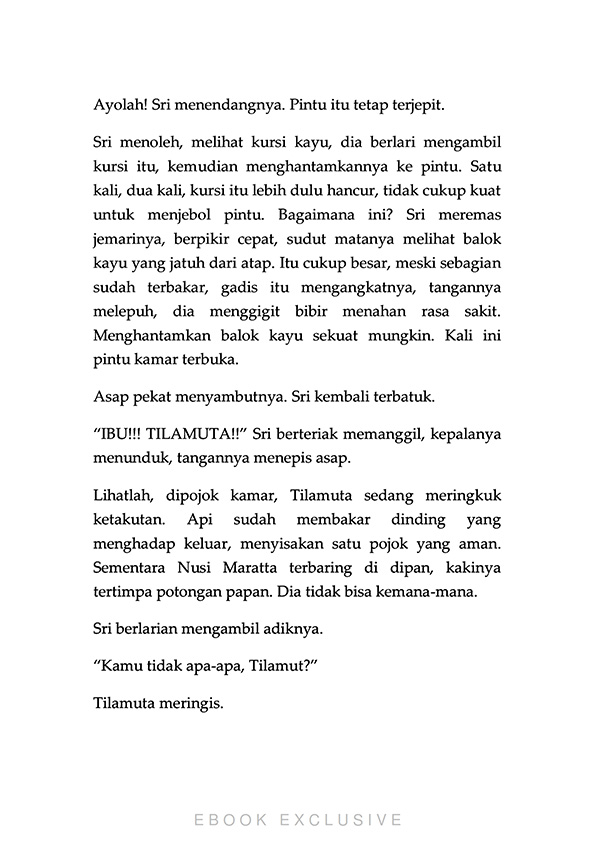 Ayolah! Sri menendangnya. Pintu itu tetap terjepit.
Sri menoleh, melihat kursi kayu, dia berlari mengambil
kursi itu, kemudian menghantamkannya ke pintu. Satu
kali, dua kali, kursi itu lebih dulu hancur, tidak cukup kuat
untuk menjebol pintu. Bagaimana ini? Sri meremas
jemarinya, berpikir cepat, sudut matanya melihat balok
kayu yang jatuh dari atap. Itu cukup besar, meski sebagian
sudah terbakar, gadis itu mengangkatnya, tangannya
melepuh, dia menggigit bibir menahan rasa sakit.
Menghantamkan balok kayu sekuat mungkin. Kali ini
pintu kamar terbuka.
Asap pekat menyambutnya. Sri kembali terbatuk.
“IBU!!! TILAMUTA!!” Sri berteriak memanggil, kepalanya
menunduk, tangannya menepis asap.
Lihatlah, dipojok kamar, Tilamuta sedang meringkuk
ketakutan. Api sudah membakar dinding yang
menghadap keluar, menyisakan satu pojok yang aman.
Sementara Nusi Maratta terbaring di dipan, kakinya
tertimpa potongan papan. Dia tidak bisa kemana-mana.
Sri berlarian mengambil adiknya.
“Kamu tidak apa-apa, Tilamut?”
Tilamuta meringis.
EBOOK EXCLUSIVE